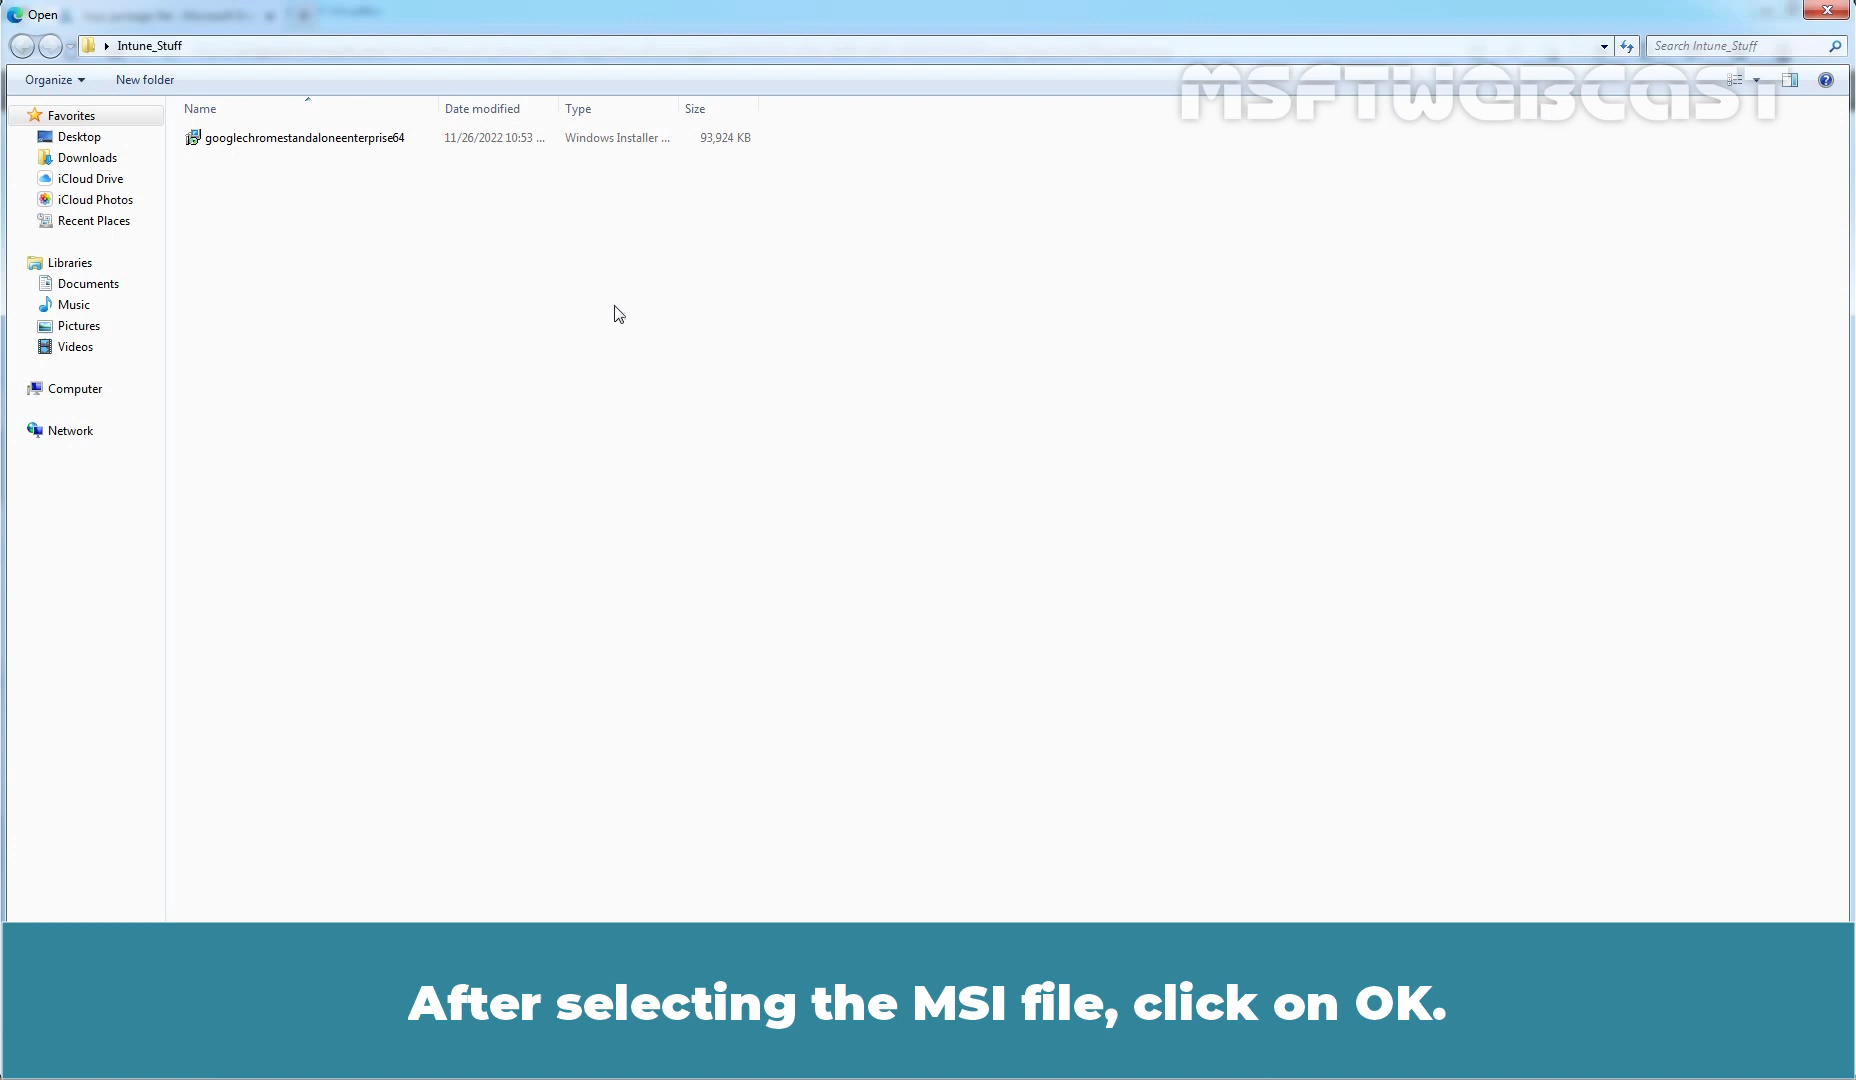 Open
Intune_Stuff
Search Intune_Stuff
Organize
New folder
MSFTWEBCAST
Name
Date modified
Type
Size
Favorites
googlechromestandaloneenterprise64
11/26/2022 10:53 ...
Windows Installer ...
93,924 KB
Desktop
Downloads
iCloud Drive
iCloud Photos
Recent Places
Libraries
Documents
Music
Pictures
Videos
Computer
Network
After selecting the MSI file, click on OK.